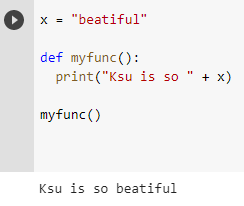 x = "beatiful"
def myfunc():
  print("Ksu is so " + x)
myfunc()
Ksu is so beatiful